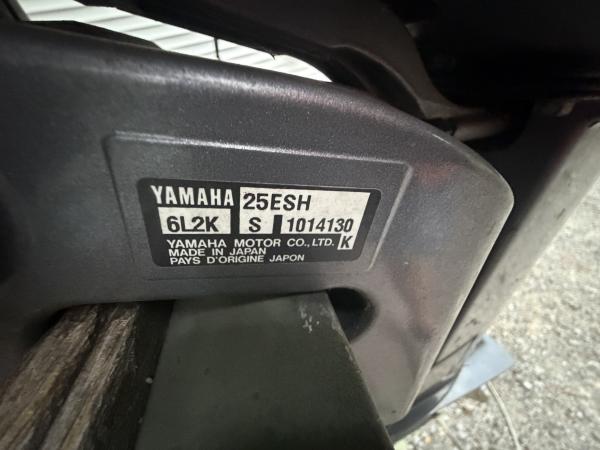 YAMAHA 25ESH
6L2K S 1014130
YAMAHA MOTOR CO., LTD. K
MADE IN JAPAN
PAYS D'ORIGINE JAPON